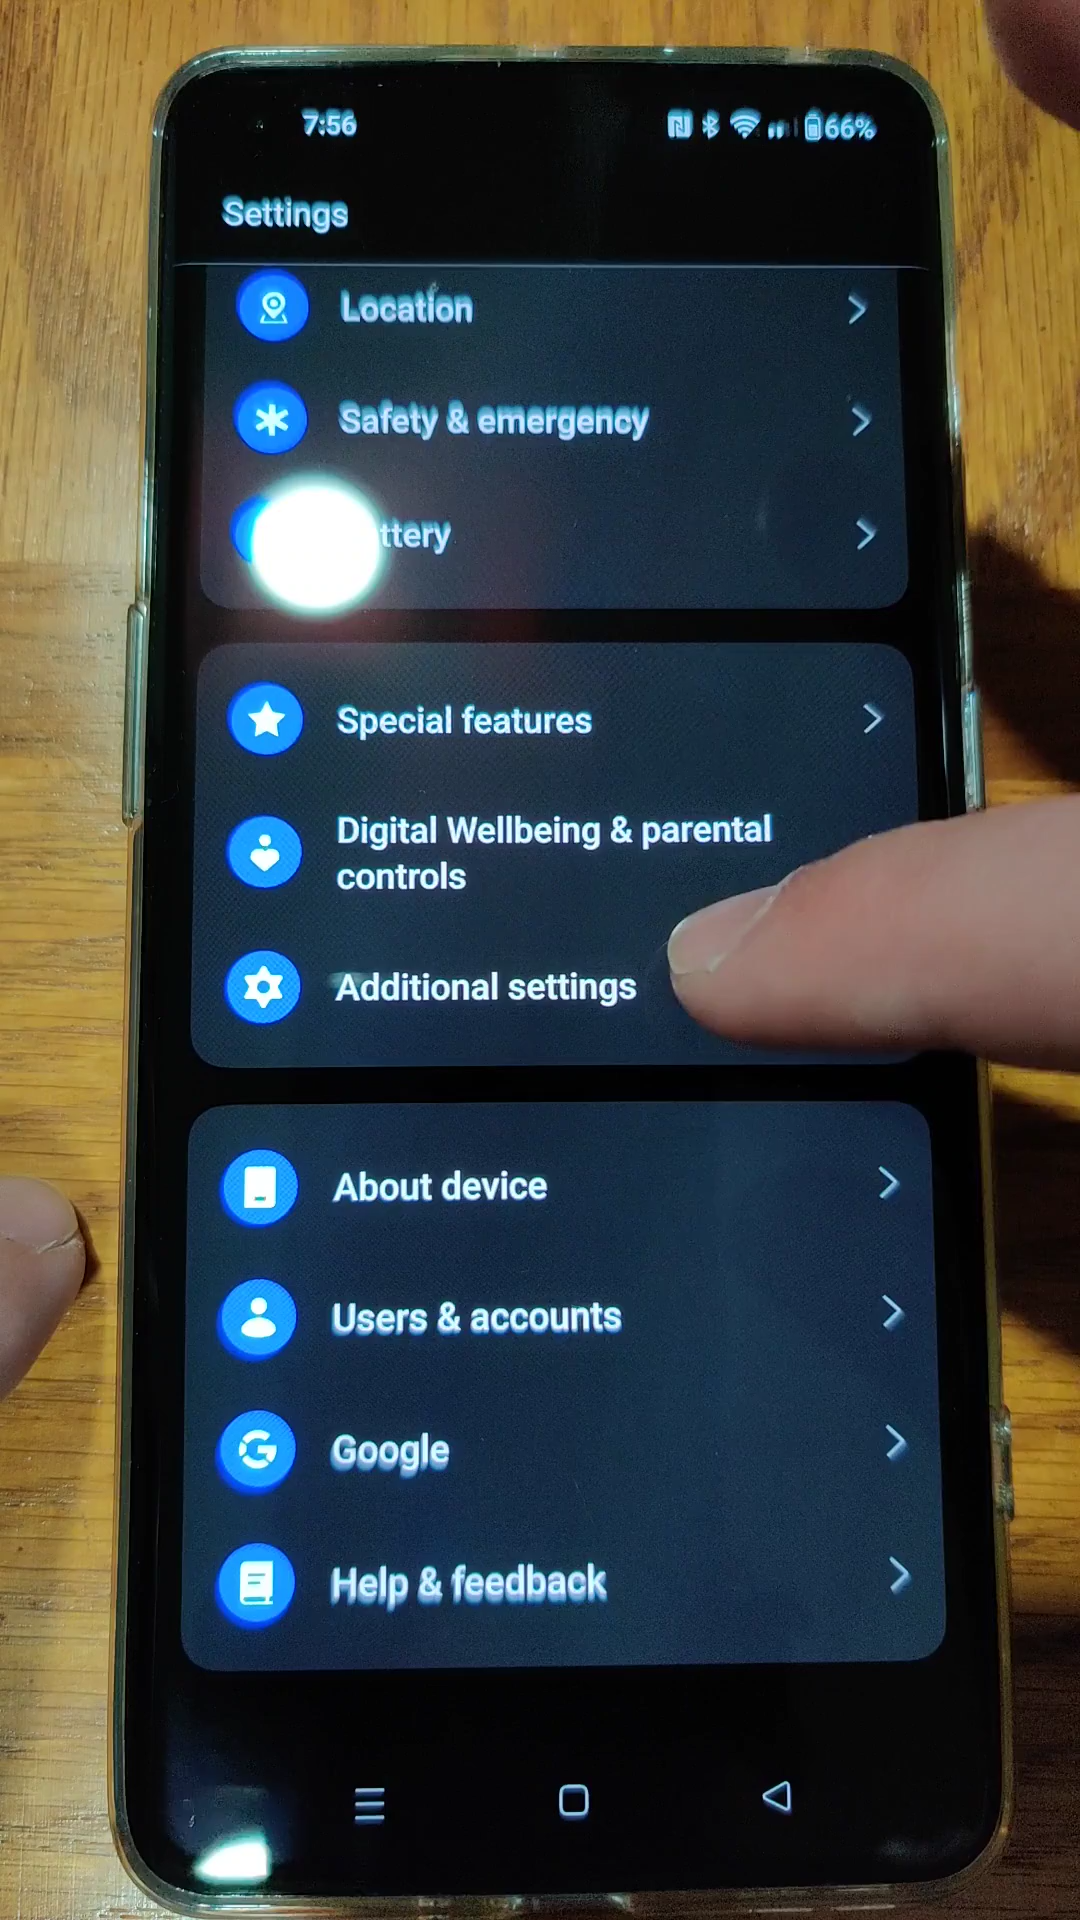 7:56
66%
Settings
Location
Safety & emergency
ttery
Special features
Digital Wellbeing & parental
controls
Additional settings
About device
Users & accounts
Google
Help & feedback